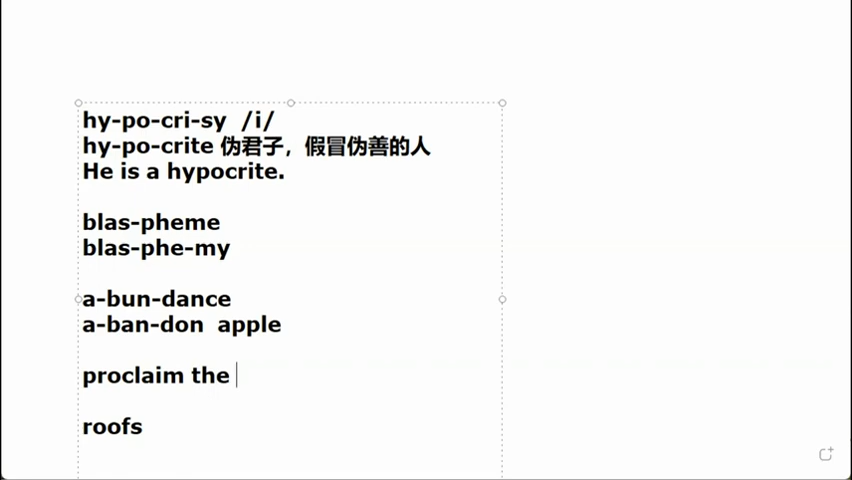 hy-po-cri-sy  /i/
hy-po-crite 伪君子，假冒伪善的人
He is a hypocrite.
blas-pheme
blas-phe-my
a-bun-dance
a-ban-don  apple
proclaim the
roofs